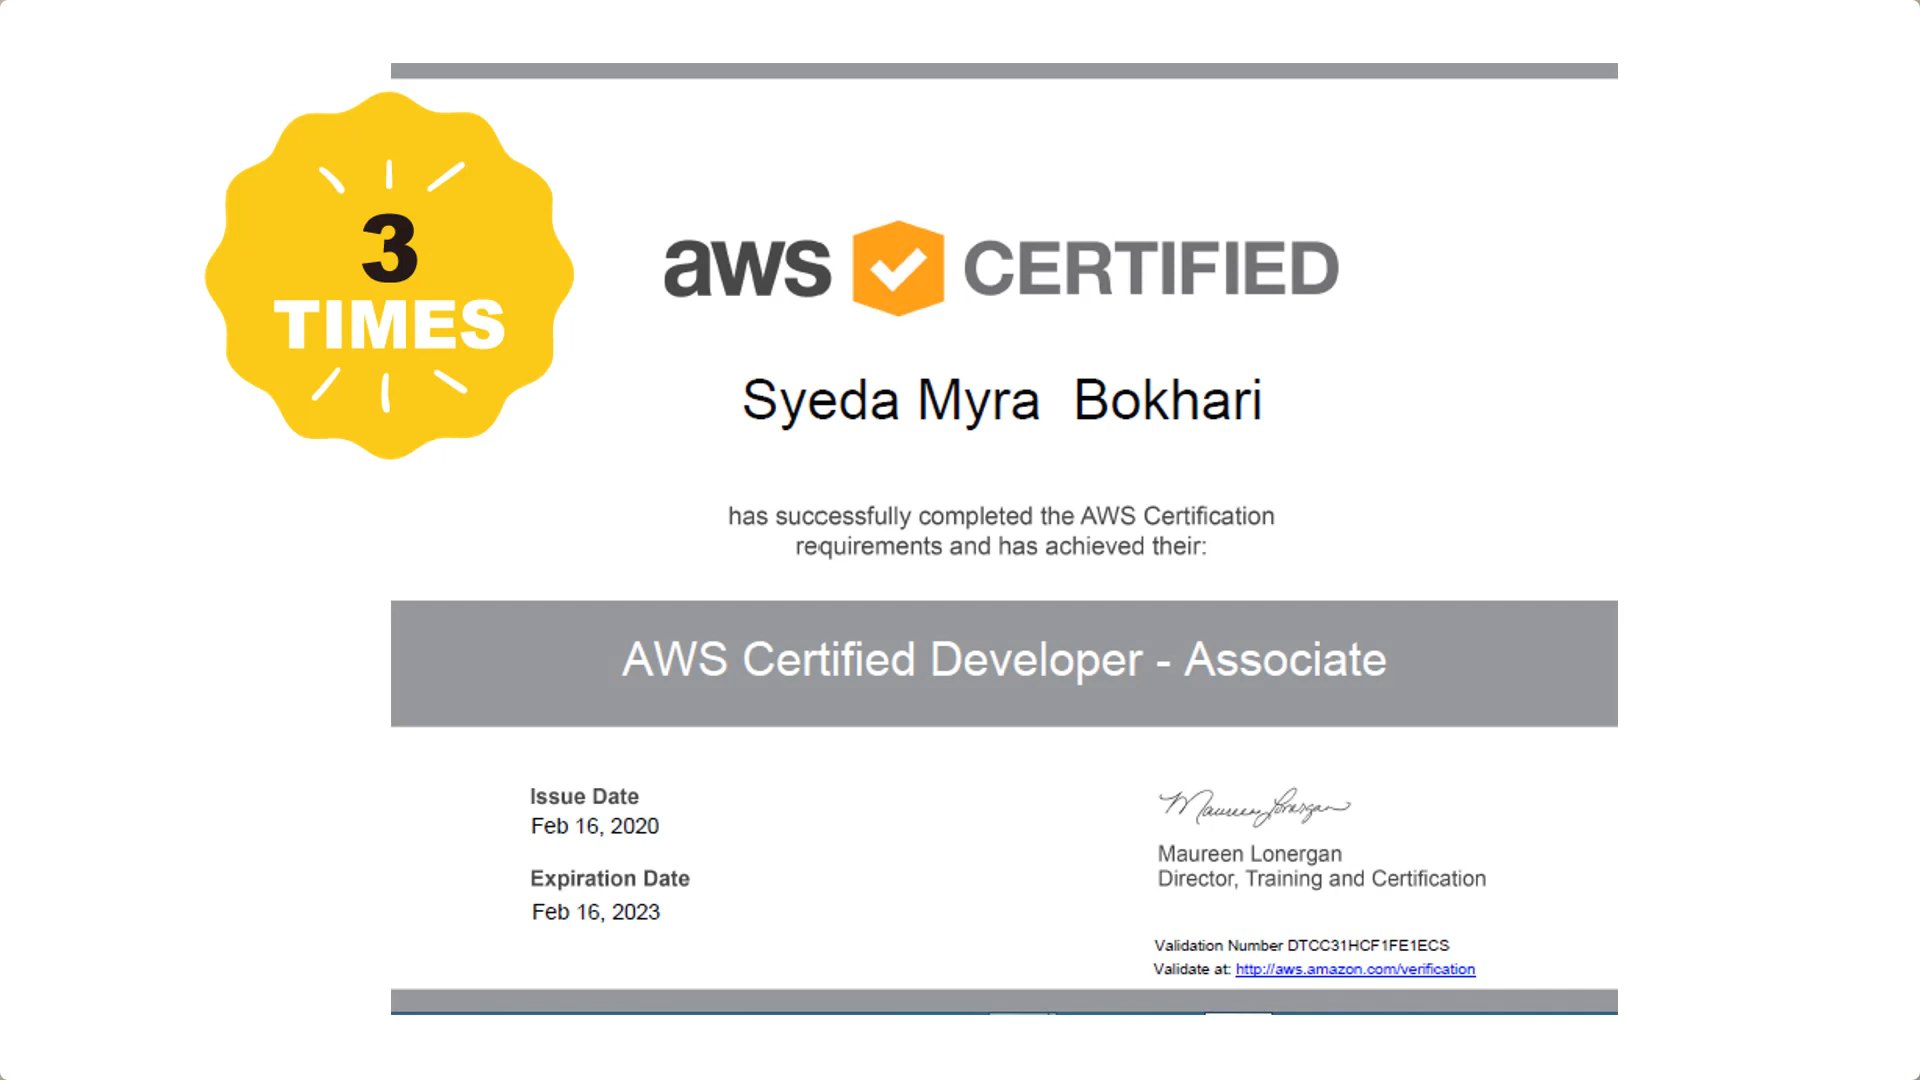 3
TIMES
aws CERTIFIED
Syeda Myra Bokhari
has successfully completed the AWS Certification
requirements and has achieved their:
AWS Certified Developer - Associate
Issue Date
Feb 16, 2020
Expiration Date
Feb 16, 2023
Maureen Lonergan
Maureen Lonergan
Director, Training and Certification
Validation Number DTCC31HCF1FE1ECS
Validate at: http://aws.amazon.com/verification